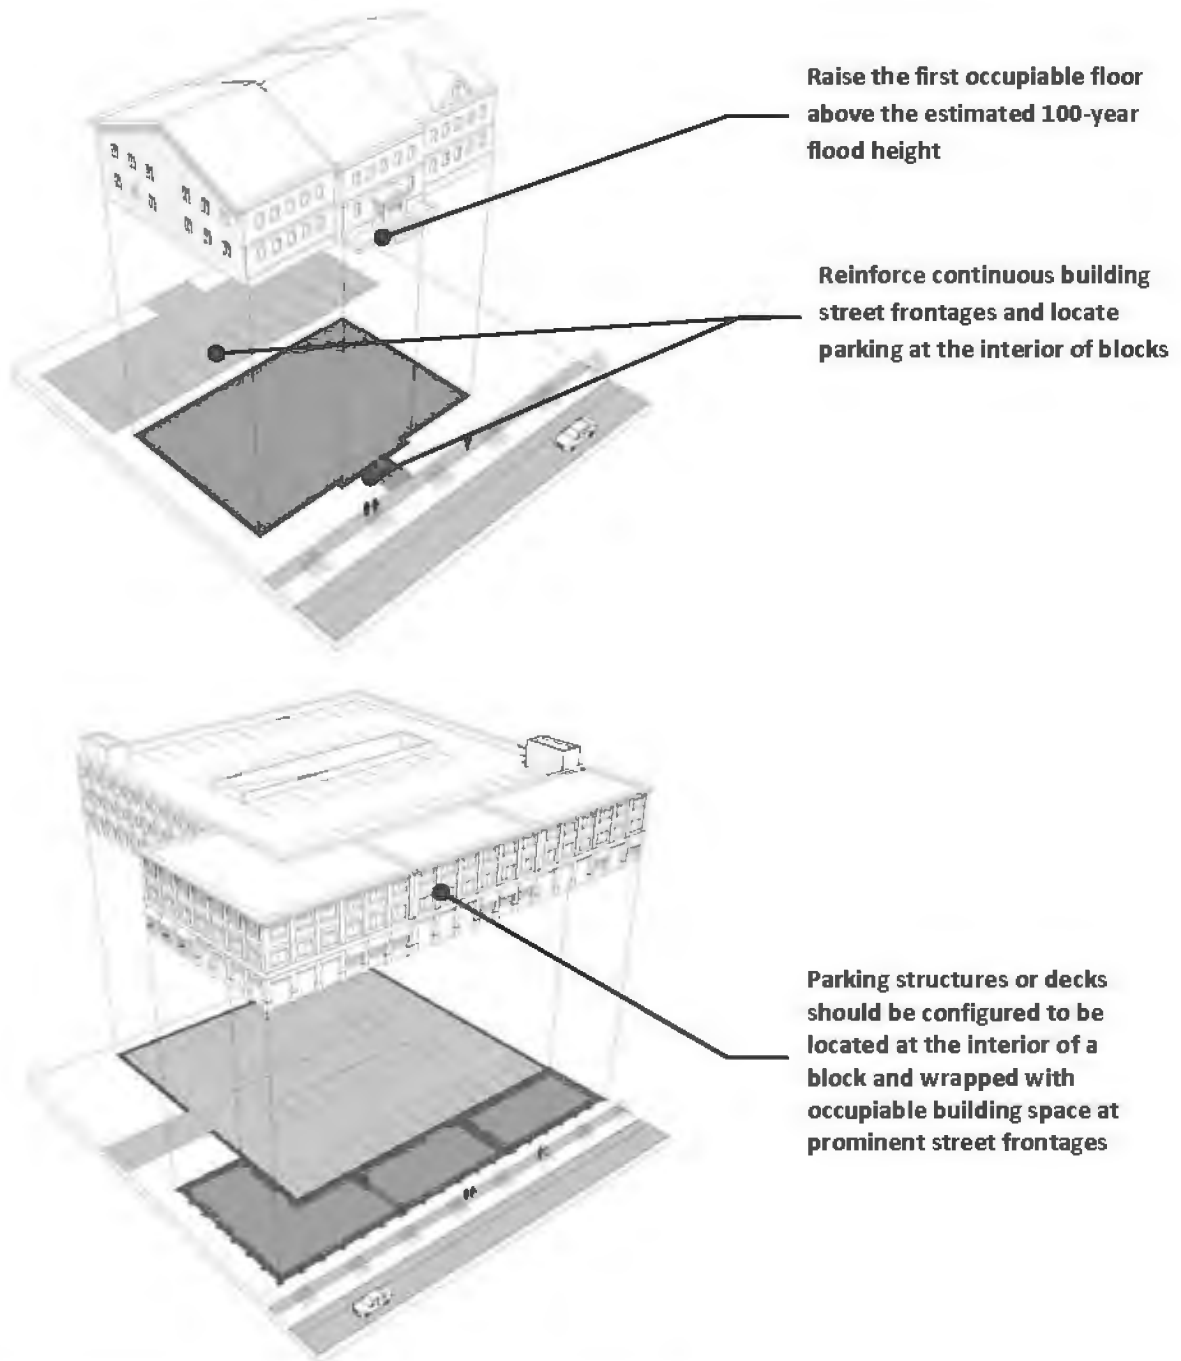 Raise the first occupiable floor
above the estimated 100-year
flood height
Reinforce continuous building
street frontages and locate
parking at the interior of blocks
Parking structures or decks
should be configured to be
located at the interior of a
block and wrapped with
occupiable building space at
prominent street frontages